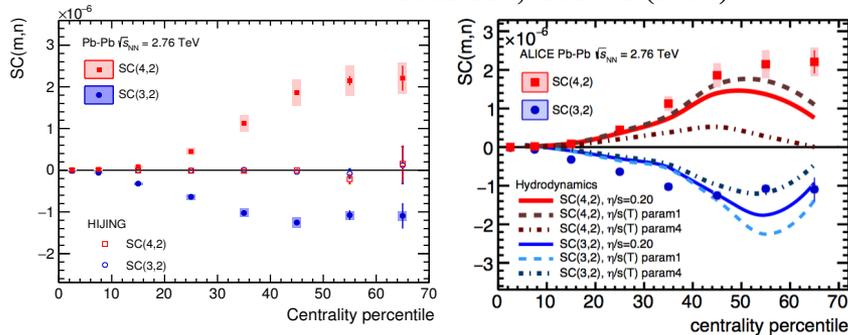 ×10⁻⁶
SC(m,n)
3
2
1
0
−1
−2
Pb-Pb √sNN = 2.76 TeV
SC(4,2)
SC(3,2)
HIJING
SC(4,2)
SC(3,2)
0 10 20 30 40 50 60 70
Centrality percentile
×10⁻⁶
SC(m,n)
3
2
1
0
−1
−2
−3
ALICE Pb-Pb √sNN = 2.76 TeV
SC(4,2)
SC(3,2)
Hydrodynamics
SC(4,2), η/s=0.20
SC(4,2), η/s(T) param1
SC(4,2), η/s(T) param4
SC(3,2), η/s=0.20
SC(3,2), η/s(T) param1
SC(3,2), η/s(T) param4
0 10 20 30 40 50 60 70
centrality percentile